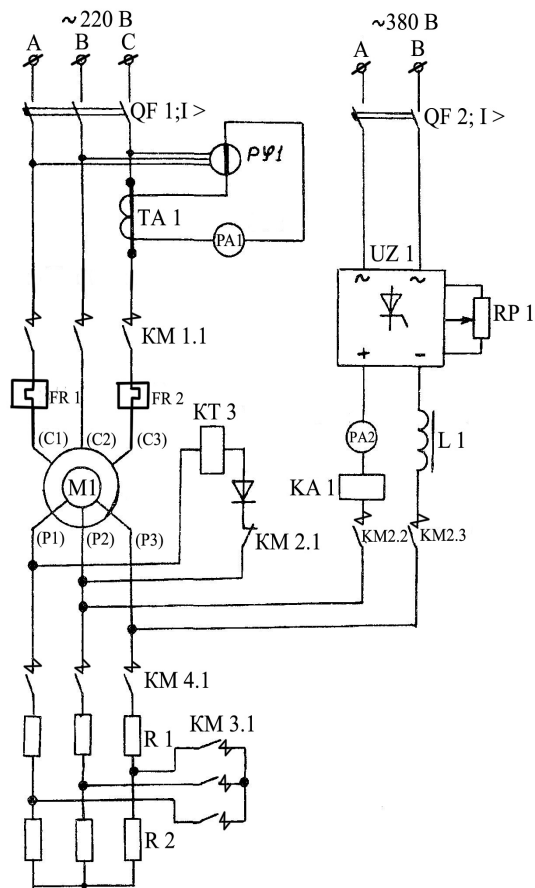 ~220 В
~380 В
A B C
A B
QF 1; I >
QF 2; I >
Pφ1
TA 1
PA1
UZ 1
~ ~
RP 1
+ −
KM 1.1
FR 1
FR 2
KT 3
PA2
L 1
(C1) (C2) (C3)
M1
KA 1
(P1) (P2) (P3)
KM 2.1
KM2.2
KM2.3
KM 4.1
R 1
KM 3.1
R 2